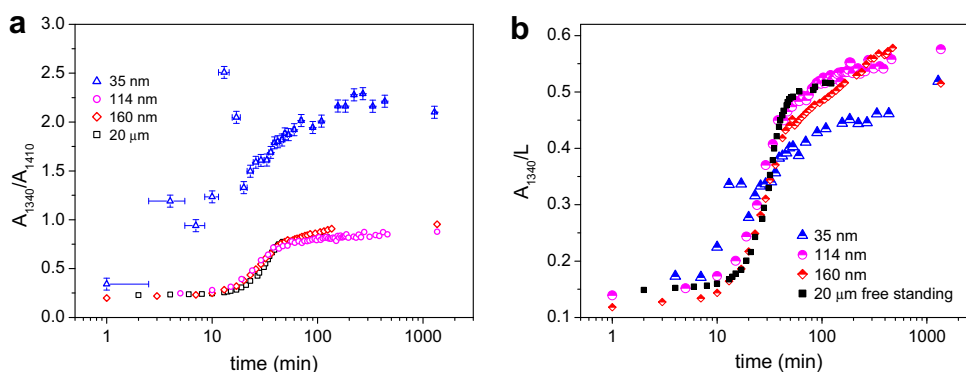 a
A1340/A1410
3.0
2.5
2.0
1.5
1.0
0.5
0.0
35 nm
114 nm
160 nm
20 μm
1 10 100 1000
time (min)
b
A1340/L
0.6
0.5
0.4
0.3
0.2
0.1
35 nm
114 nm
160 nm
20 μm free standing
1 10 100 1000
time (min)